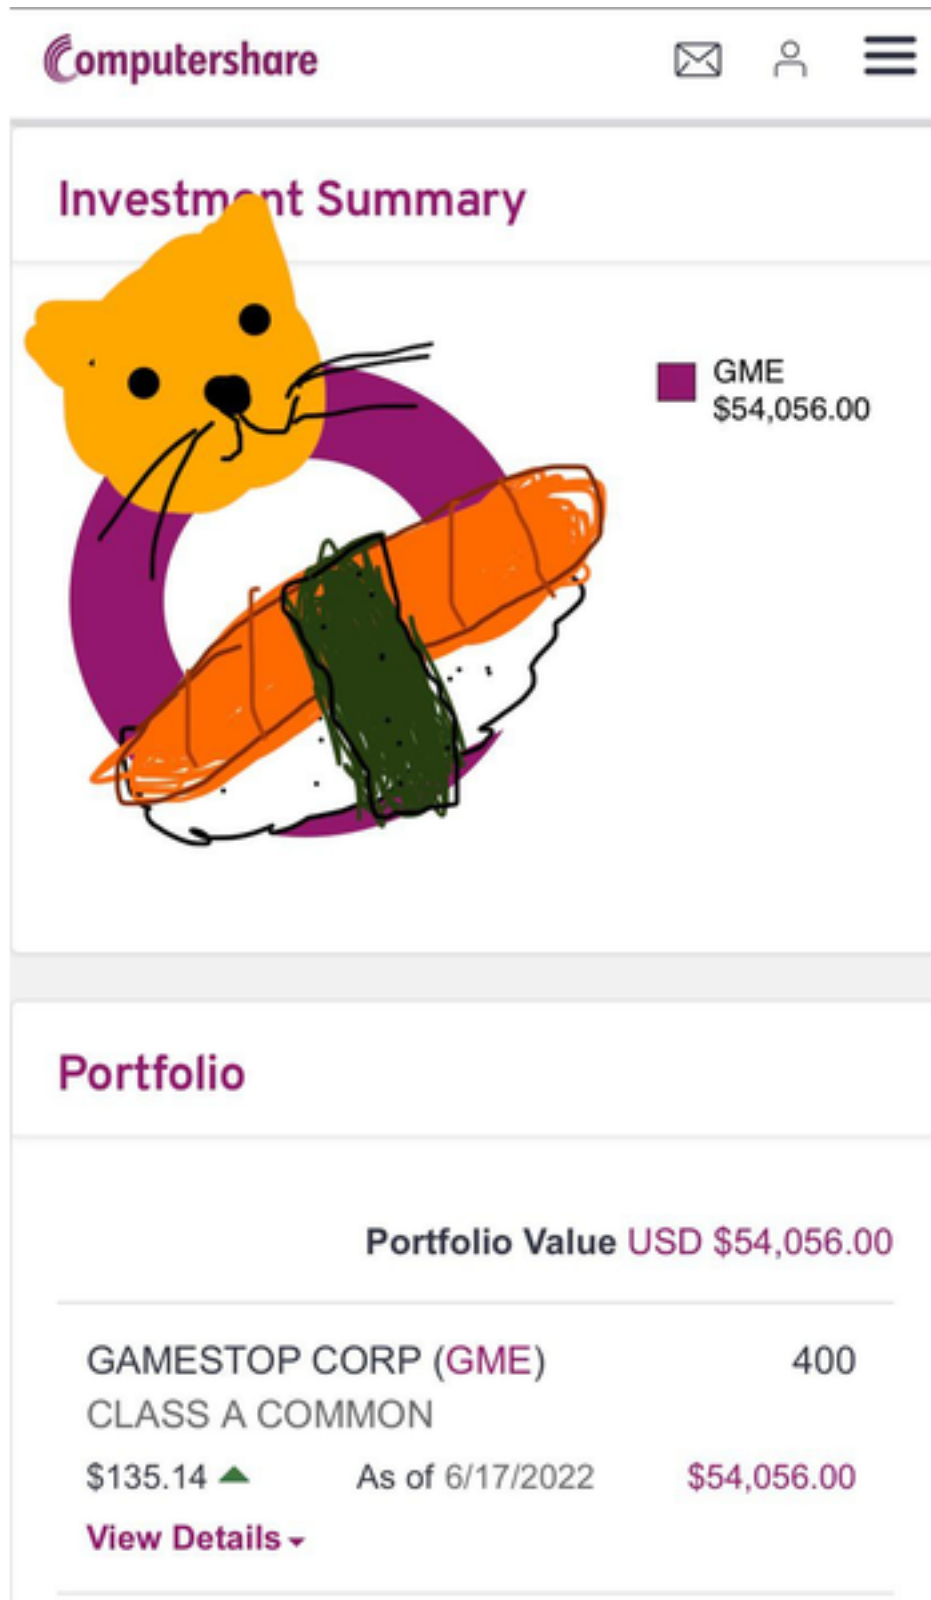 Computershare
Investment Summary
GME
$54,056.00
Portfolio
Portfolio Value USD $54,056.00
GAMESTOP CORP (GME) 400
CLASS A COMMON
$135.14 As of 6/17/2022 $54,056.00
View Details